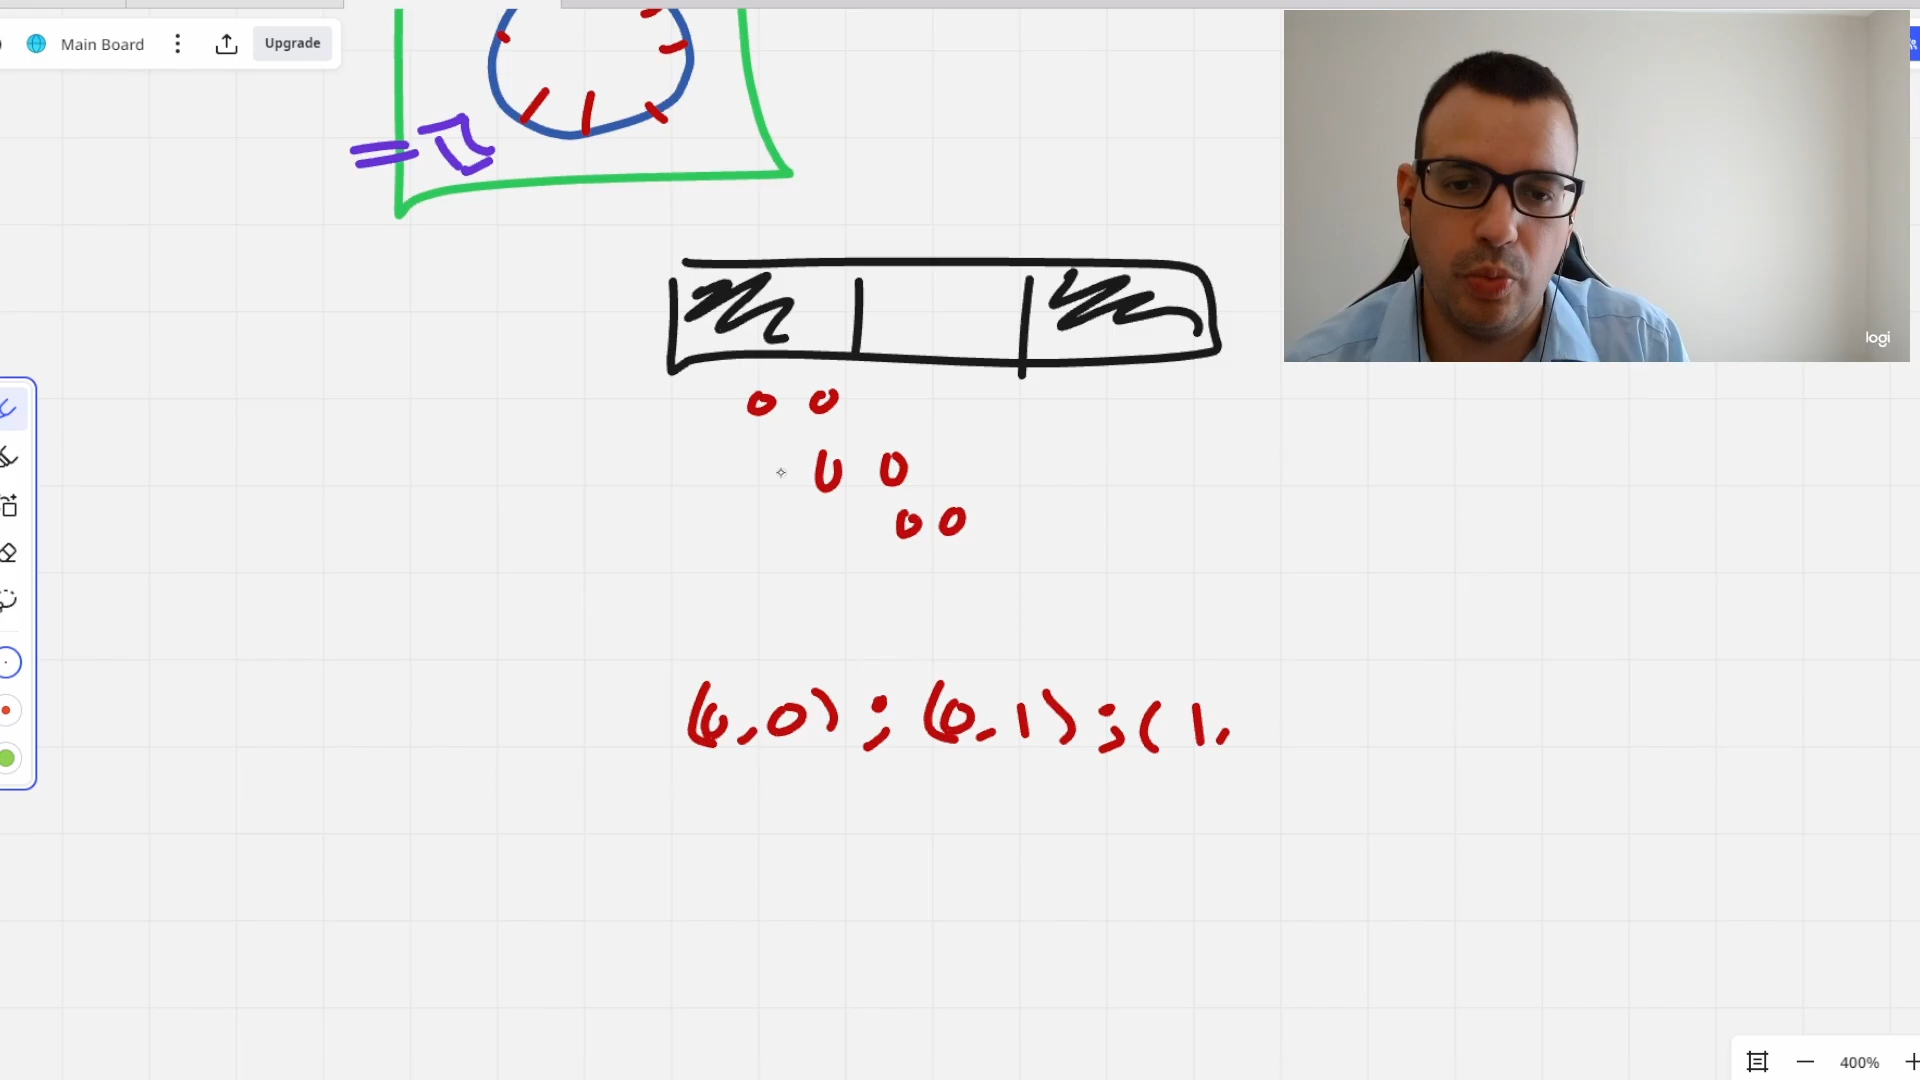 Main Board
Upgrade
logi
0 0
0 0
0 0
(0,0) ; (0,1) ; (1,
400%